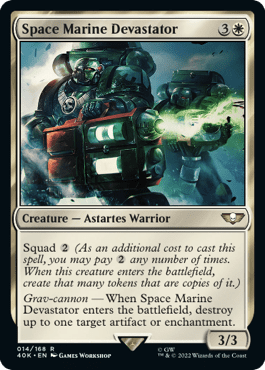 Space Marine Devastator 3
Creature — Astartes Warrior
Squad 2 (As an additional cost to cast this
spell, you may pay 2 any number of times.
When this creature enters the battlefield,
create that many tokens that are copies of it.)
Grav-cannon — When Space Marine
Devastator enters the battlefield, destroy
up to one target artifact or enchantment.
3/3
014/168 R
40K • EN Games Workshop
© GW
™ & © 2022 Wizards of the Coast